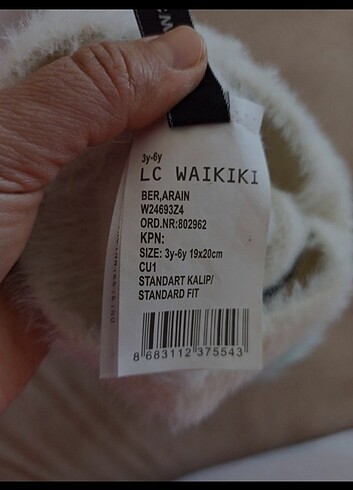 3y-6y
LC WAIKIKI
BER,ARAIN
W24693Z4
ORD.NR:802962
KPN:
SIZE: 3y-6y 19x20cm
CU1
STANDART KALIP/
STANDARD FIT
8 683112 375543